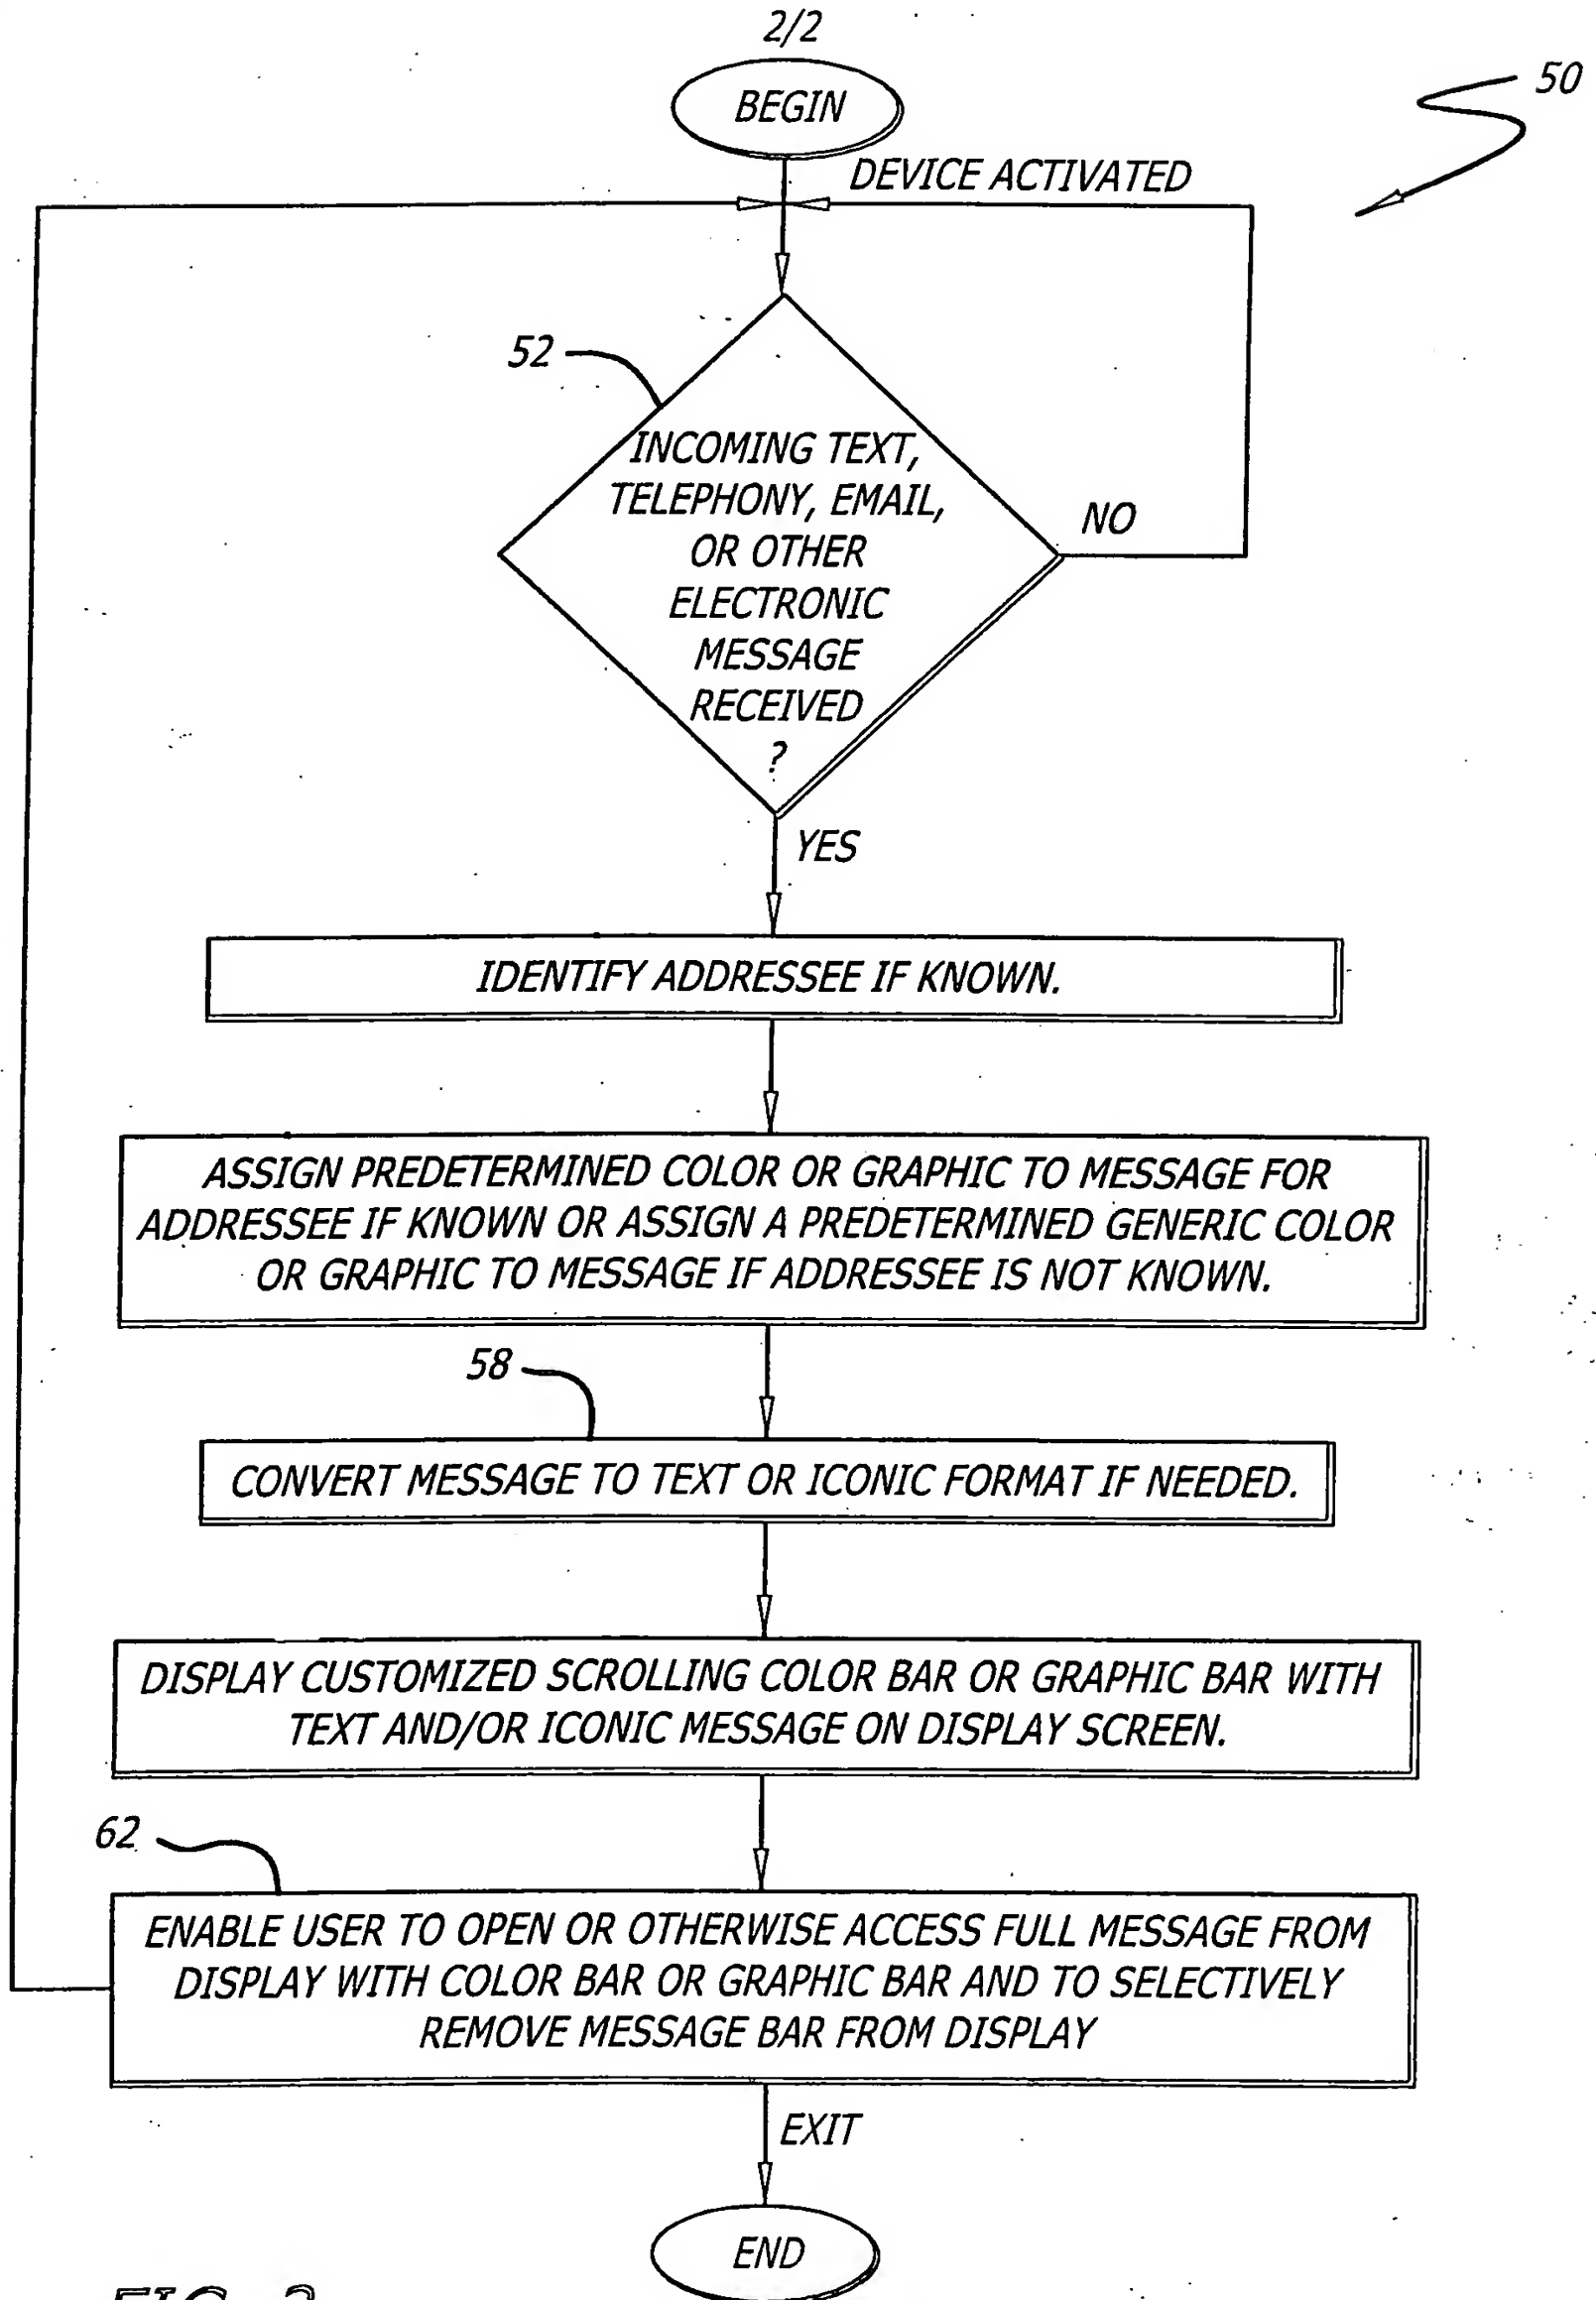 2/2
BEGIN
50
DEVICE ACTIVATED
52
INCOMING TEXT,
TELEPHONY, EMAIL,
OR OTHER
ELECTRONIC
MESSAGE
RECEIVED
?
NO
YES
IDENTIFY ADDRESSEE IF KNOWN.
ASSIGN PREDETERMINED COLOR OR GRAPHIC TO MESSAGE FOR
ADDRESSEE IF KNOWN OR ASSIGN A PREDETERMINED GENERIC COLOR
OR GRAPHIC TO MESSAGE IF ADDRESSEE IS NOT KNOWN.
58
CONVERT MESSAGE TO TEXT OR ICONIC FORMAT IF NEEDED.
DISPLAY CUSTOMIZED SCROLLING COLOR BAR OR GRAPHIC BAR WITH
TEXT AND/OR ICONIC MESSAGE ON DISPLAY SCREEN.
62
ENABLE USER TO OPEN OR OTHERWISE ACCESS FULL MESSAGE FROM
DISPLAY WITH COLOR BAR OR GRAPHIC BAR AND TO SELECTIVELY
REMOVE MESSAGE BAR FROM DISPLAY
EXIT
END